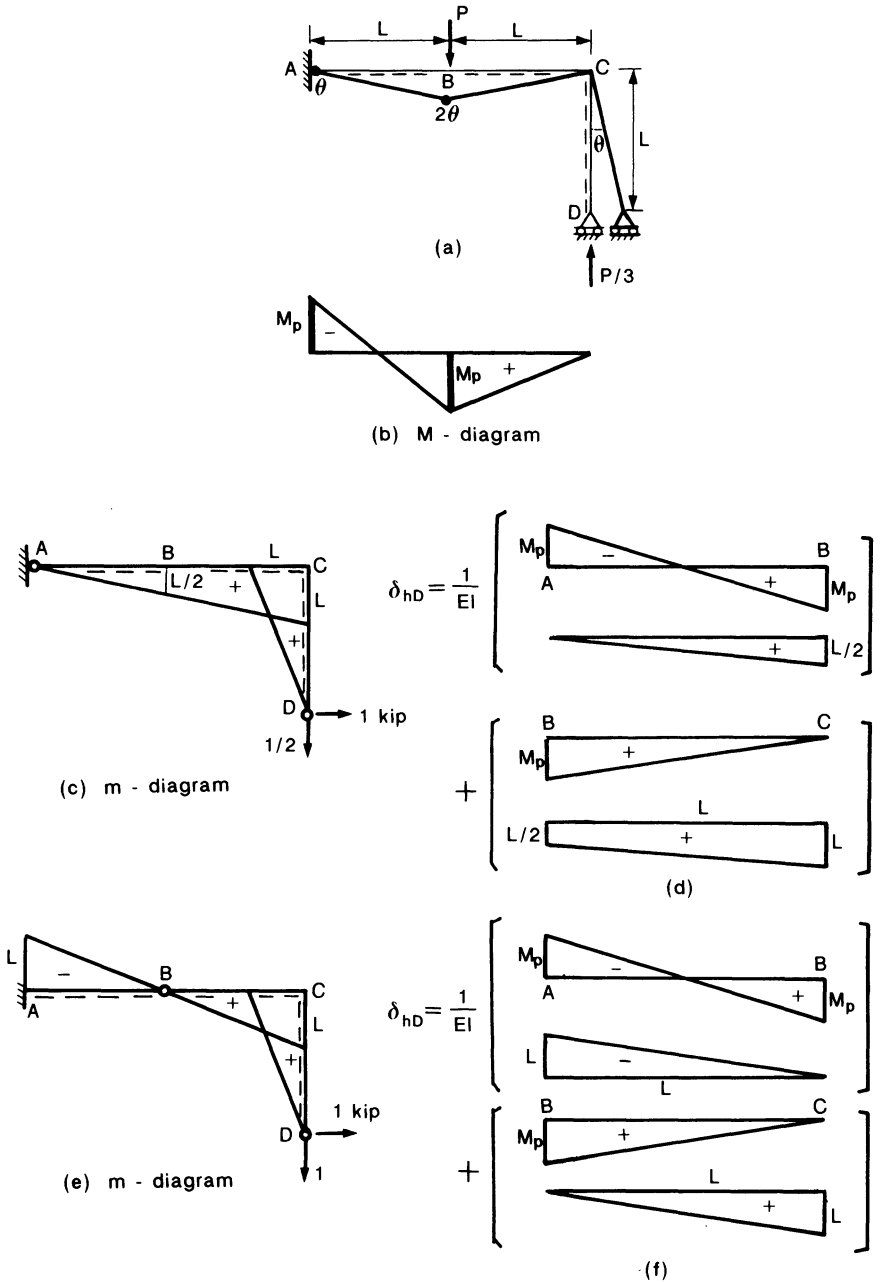 P
L L
A B C
θ 2θ θ L
D
(a)
P/3
Mp − Mp +
(b) M - diagram
A B L C
L/2 + L
+
D 1 kip
1/2
(c) m - diagram
δhD = 1/EI
Mp − B
A + Mp
+ L/2
B C
+ Mp +
L
L/2 + L
(d)
L − B C
A + L
+
D 1 kip
1
(e) m - diagram
δhD = 1/EI
Mp − B
A + Mp
L −
L
B C
+ Mp +
L
+ L
(f)